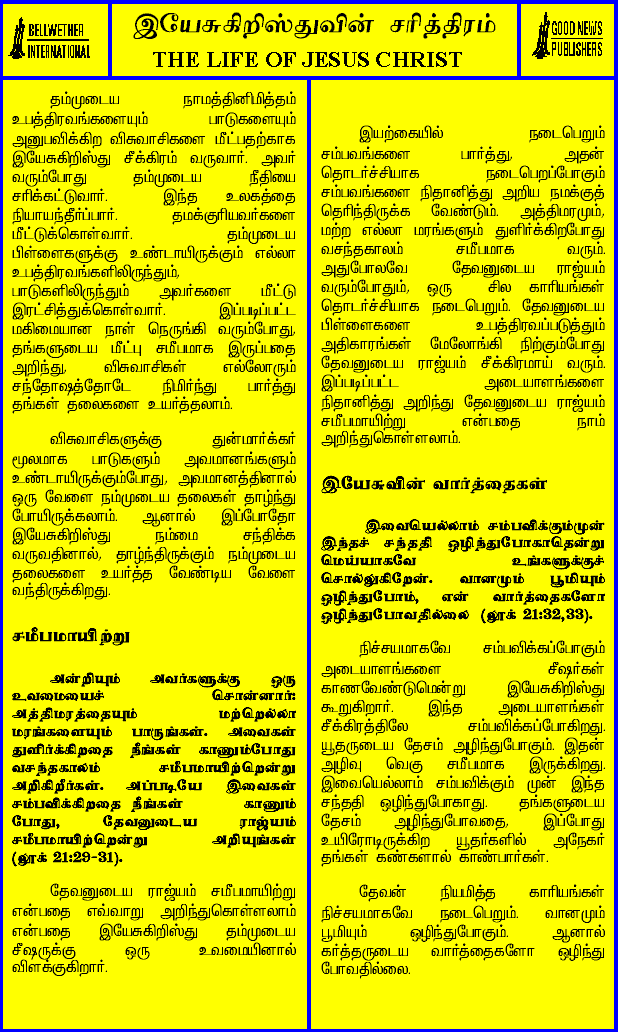 BELLWETHER
INTERNATIONAL
இயேசுகிறிஸ்துவின் சரித்திரம்
THE LIFE OF JESUS CHRIST
GOOD NEWS
PUBLISHERS
தம்முடைய நாமத்தினிமித்தம்
உபத்திரவங்களையும் பாடுகளையும்
அனுபவிக்கிற விசுவாசிகளை மீட்பதற்காக
இயேசுகிறிஸ்து சீக்கிரம் வருவார். அவர்
வரும்போது தம்முடைய நீதியை
சரிக்கட்டுவார். இந்த உலகத்தை
நியாயந்தீர்ப்பார். தமக்குரியவர்களை
மீட்டுக்கொள்வார். தம்முடைய
பிள்ளைகளுக்கு உண்டாயிருக்கும் எல்லா
உபத்திரவங்களிலிருந்தும்,
பாடுகளிலிருந்தும் அவர்களை மீட்டு
இரட்சித்துக்கொள்வார். இப்படிப்பட்ட
மகிமையான நாள் நெருங்கி வரும்போது,
தங்களுடைய மீட்பு சமீபமாக இருப்பதை
அறிந்து, விசுவாசிகள் எல்லோரும்
சந்தோஷத்தோடே நிமிர்ந்து பார்த்து
தங்கள் தலைகளை உயர்த்தலாம்.
விசுவாசிகளுக்கு துன்மார்க்கர்
மூலமாக பாடுகளும் அவமானங்களும்
உண்டாயிருக்கும்போது, அவமானத்தினால்
ஒரு வேளை நம்முடைய தலைகள் தாழ்ந்து
போயிருக்கலாம். ஆனால் இப்போதோ
இயேசுகிறிஸ்து நம்மை சந்திக்க
வருவதினால், தாழ்ந்திருக்கும் நம்முடைய
தலைகளை உயர்த்த வேண்டிய வேளை
வந்திருக்கிறது.
சமீபமாயிற்று
அன்றியும் அவர்களுக்கு ஒரு
உவமையைச் சொன்னார்:
அத்திமரத்தையும் மற்றெல்லா
மரங்களையும் பாருங்கள். அவைகள்
துளிர்க்கிறதை நீங்கள் காணும்போது
வசந்தகாலம் சமீபமாயிற்றென்று
அறிகிறீர்கள். அப்படியே இவைகள்
சம்பவிக்கிறதை நீங்கள் காணும்
போது, தேவனுடைய ராஜ்யம்
சமீபமாயிற்றென்று அறியுங்கள்
(லூக் 21:29-31).
தேவனுடைய ராஜ்யம் சமீபமாயிற்று
என்பதை எவ்வாறு அறிந்துகொள்ளலாம்
என்பதை இயேசுகிறிஸ்து தம்முடைய
சீஷருக்கு ஒரு உவமையினால்
விளக்குகிறார்.
இயற்கையில் நடைபெறும்
சம்பவங்களை பார்த்து, அதன்
தொடர்ச்சியாக நடைபெறப்போகும்
சம்பவங்களை நிதானித்து அறிய நமக்குத்
தெரிந்திருக்க வேண்டும். அத்திமரமும்,
மற்ற எல்லா மரங்களும் துளிர்க்கிறபோது
வசந்தகாலம் சமீபமாக வரும்.
அதுபோலவே தேவனுடைய ராஜ்யம்
வரும்போதும், ஒரு சில காரியங்கள்
தொடர்ச்சியாக நடைபெறும். தேவனுடைய
பிள்ளைகளை உபத்திரவப்படுத்தும்
அதிகாரங்கள் மேலோங்கி நிற்கும்போது
தேவனுடைய ராஜ்யம் சீக்கிரமாய் வரும்.
இப்படிப்பட்ட அடையாளங்களை
நிதானித்து அறிந்து தேவனுடைய ராஜ்யம்
சமீபமாயிற்று என்பதை நாம்
அறிந்துகொள்ளலாம்.
இயேசுவின் வார்த்தைகள்
இவையெல்லாம் சம்பவிக்கும்முன்
இந்தச் சந்ததி ஒழிந்துபோகாதென்று
மெய்யாகவே உங்களுக்குச்
சொல்லுகிறேன். வானமும் பூமியும்
ஒழிந்துபோம், என் வார்த்தைகளோ
ஒழிந்துபோவதில்லை (லூக் 21:32,33).
நிச்சயமாகவே சம்பவிக்கப்போகும்
அடையாளங்களை சீஷர்கள்
காணவேண்டுமென்று இயேசுகிறிஸ்து
கூறுகிறார். இந்த அடையாளங்கள்
சீக்கிரத்திலே சம்பவிக்கப்போகிறது.
யூதருடைய தேசம் அழிந்துபோகும். இதன்
அழிவு வெகு சமீபமாக இருக்கிறது.
இவையெல்லாம் சம்பவிக்கும் முன் இந்த
சந்ததி ஒழிந்துபோகாது. தங்களுடைய
தேசம் அழிந்துபோவதை, இப்போது
உயிரோடிருக்கிற யூதர்களில் அநேகர்
தங்கள் கண்களால் காண்பார்கள்.
தேவன் நியமித்த காரியங்கள்
நிச்சயமாகவே நடைபெறும். வானமும்
பூமியும் ஒழிந்துபோகும். ஆனால்
கர்த்தருடைய வார்த்தைகளோ ஒழிந்து
போவதில்லை.